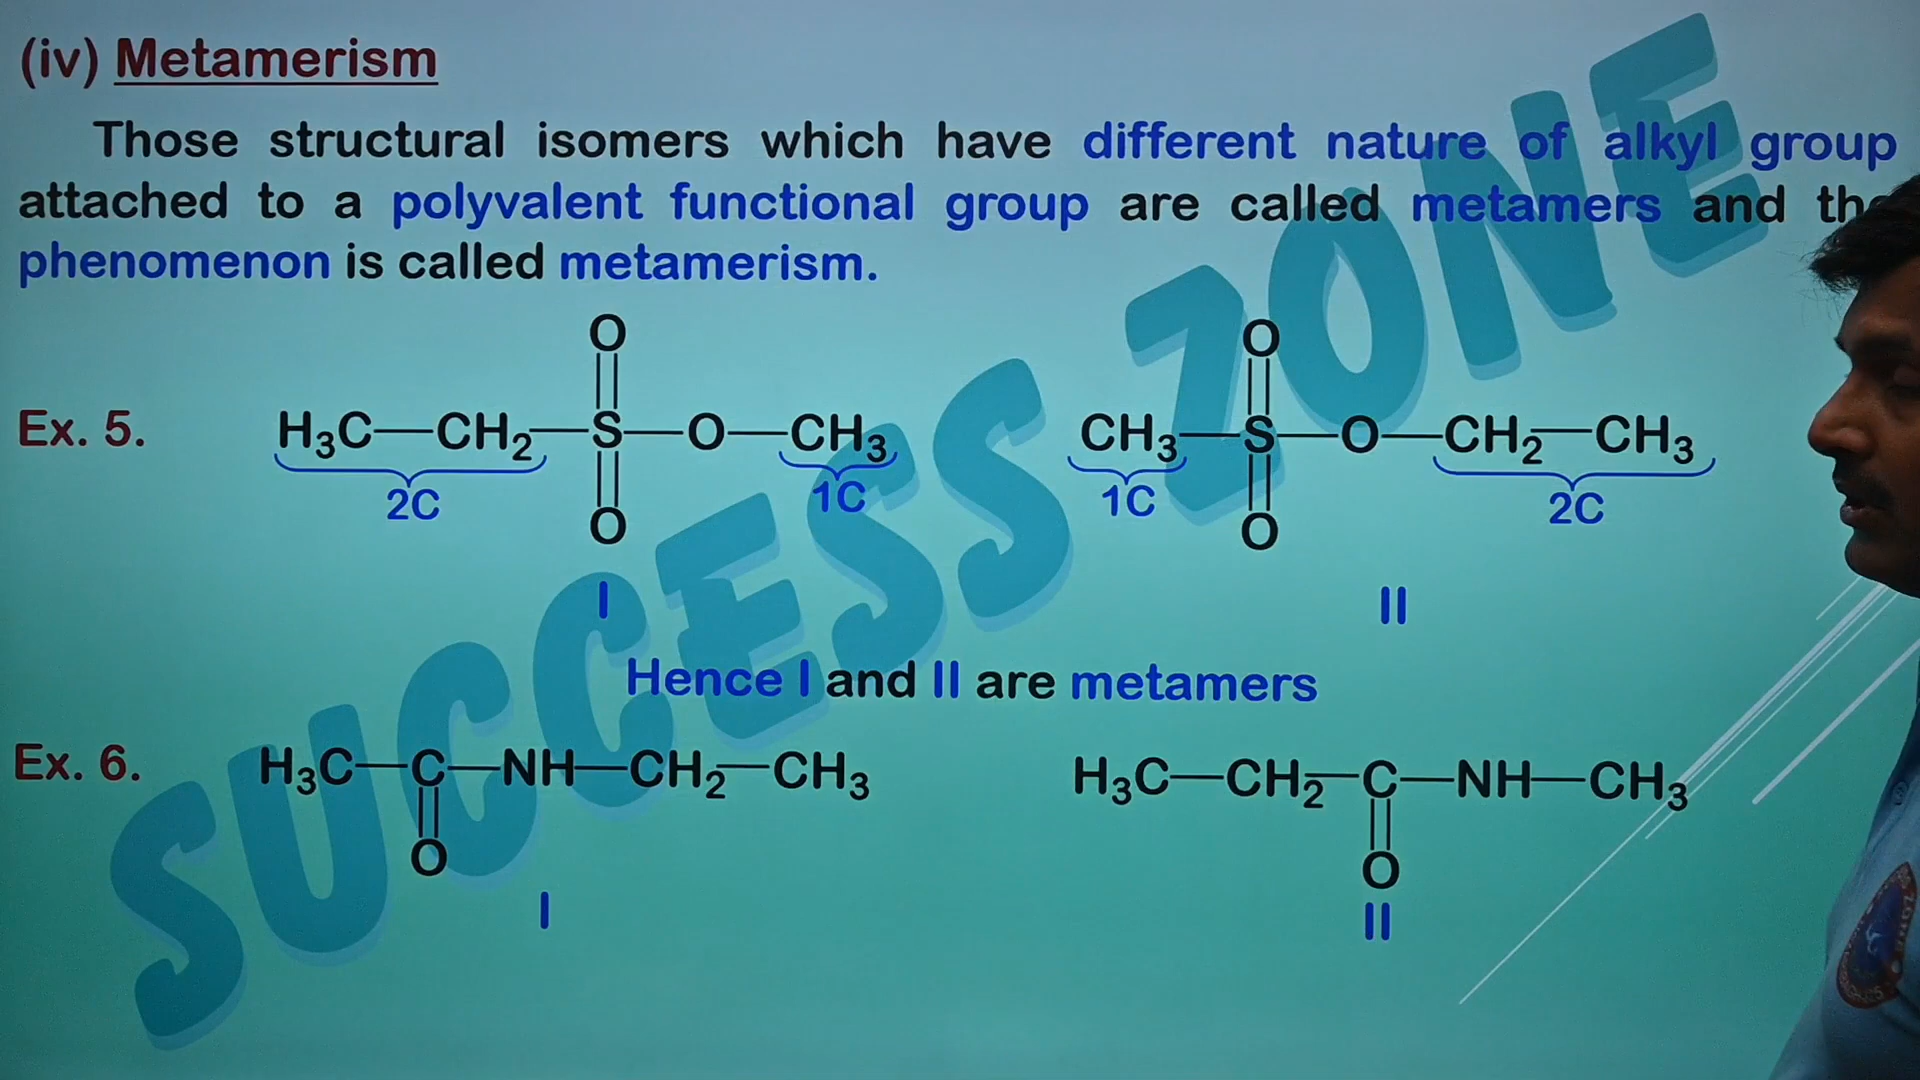 (iv) Metamerism
Those structural isomers which have different nature of alkyl group
attached to a polyvalent functional group are called metamers and the
phenomenon is called metamerism.
O O
Ex. 5. H₃C—CH₂—S—O—CH₃ CH₃—S—O—CH₂—CH₃
2C 1C 1C 2C
O O
I II
Hence I and II are metamers
Ex. 6. H₃C—C—NH—CH₂—CH₃ H₃C—CH₂—C—NH—CH₃
O O
I II
SUCCESS ZONE